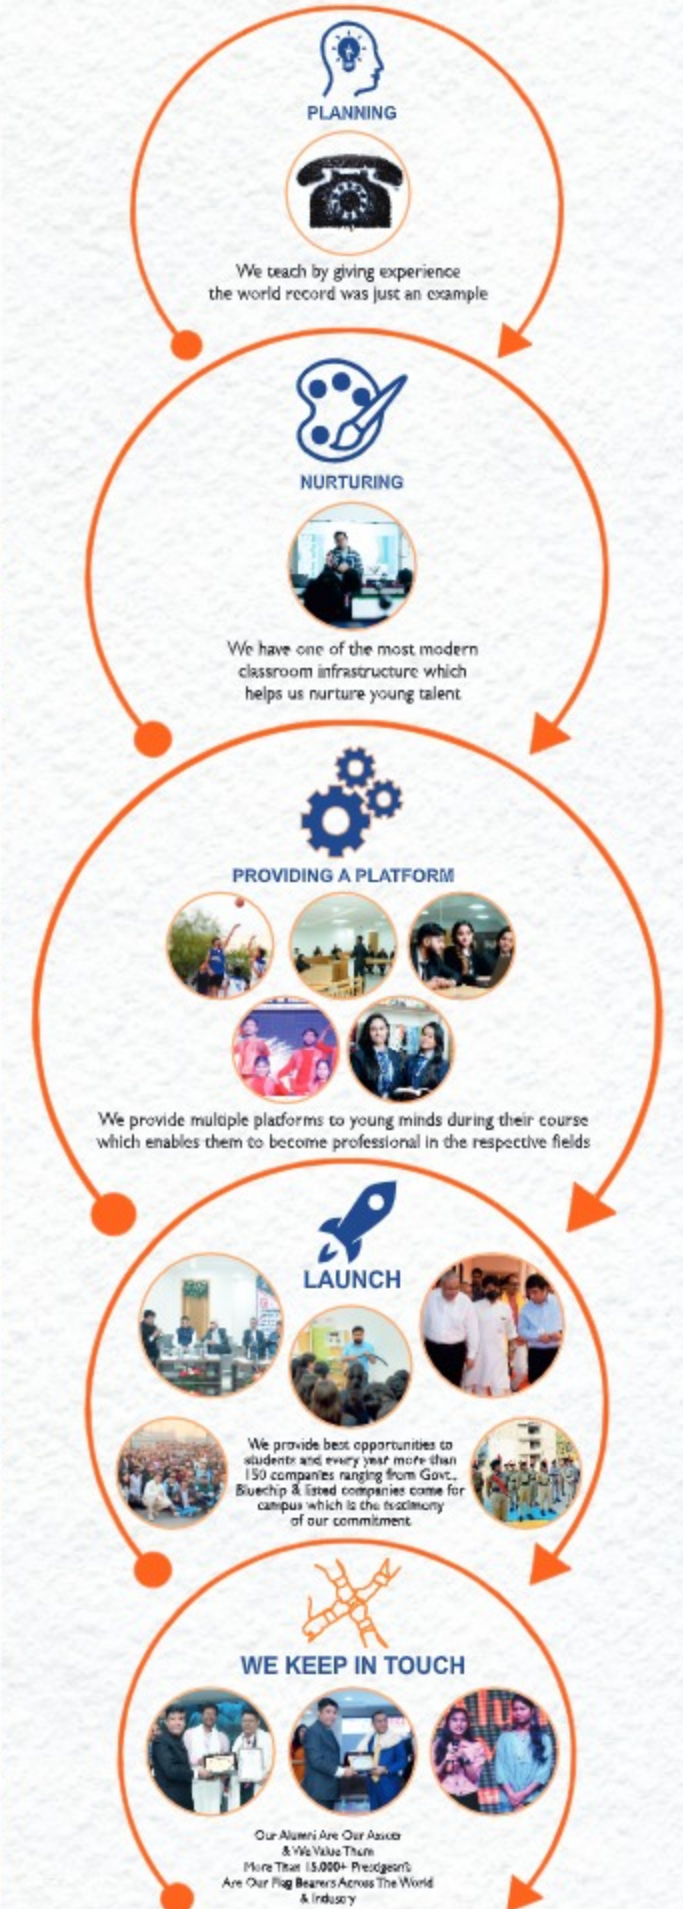 PLANNING
We teach by giving experience
the world record was just an example
NURTURING
We have one of the most modern
classroom infrastructure which
helps us nurture young talent
PROVIDING A PLATFORM
We provide multiple platforms to young minds during their course
which enables them to become professional in the respective fields
LAUNCH
We provide best opportunities to
students and every year more than
150 companies ranging from Govt.,
Bluechip & listed companies come for
campus which is the testimony
of our commitment
WE KEEP IN TOUCH
Our Alumni Are Our Assets
& We Value Them
More Than 15,000+
Are Our Flag Bearers Across The World
& Industry